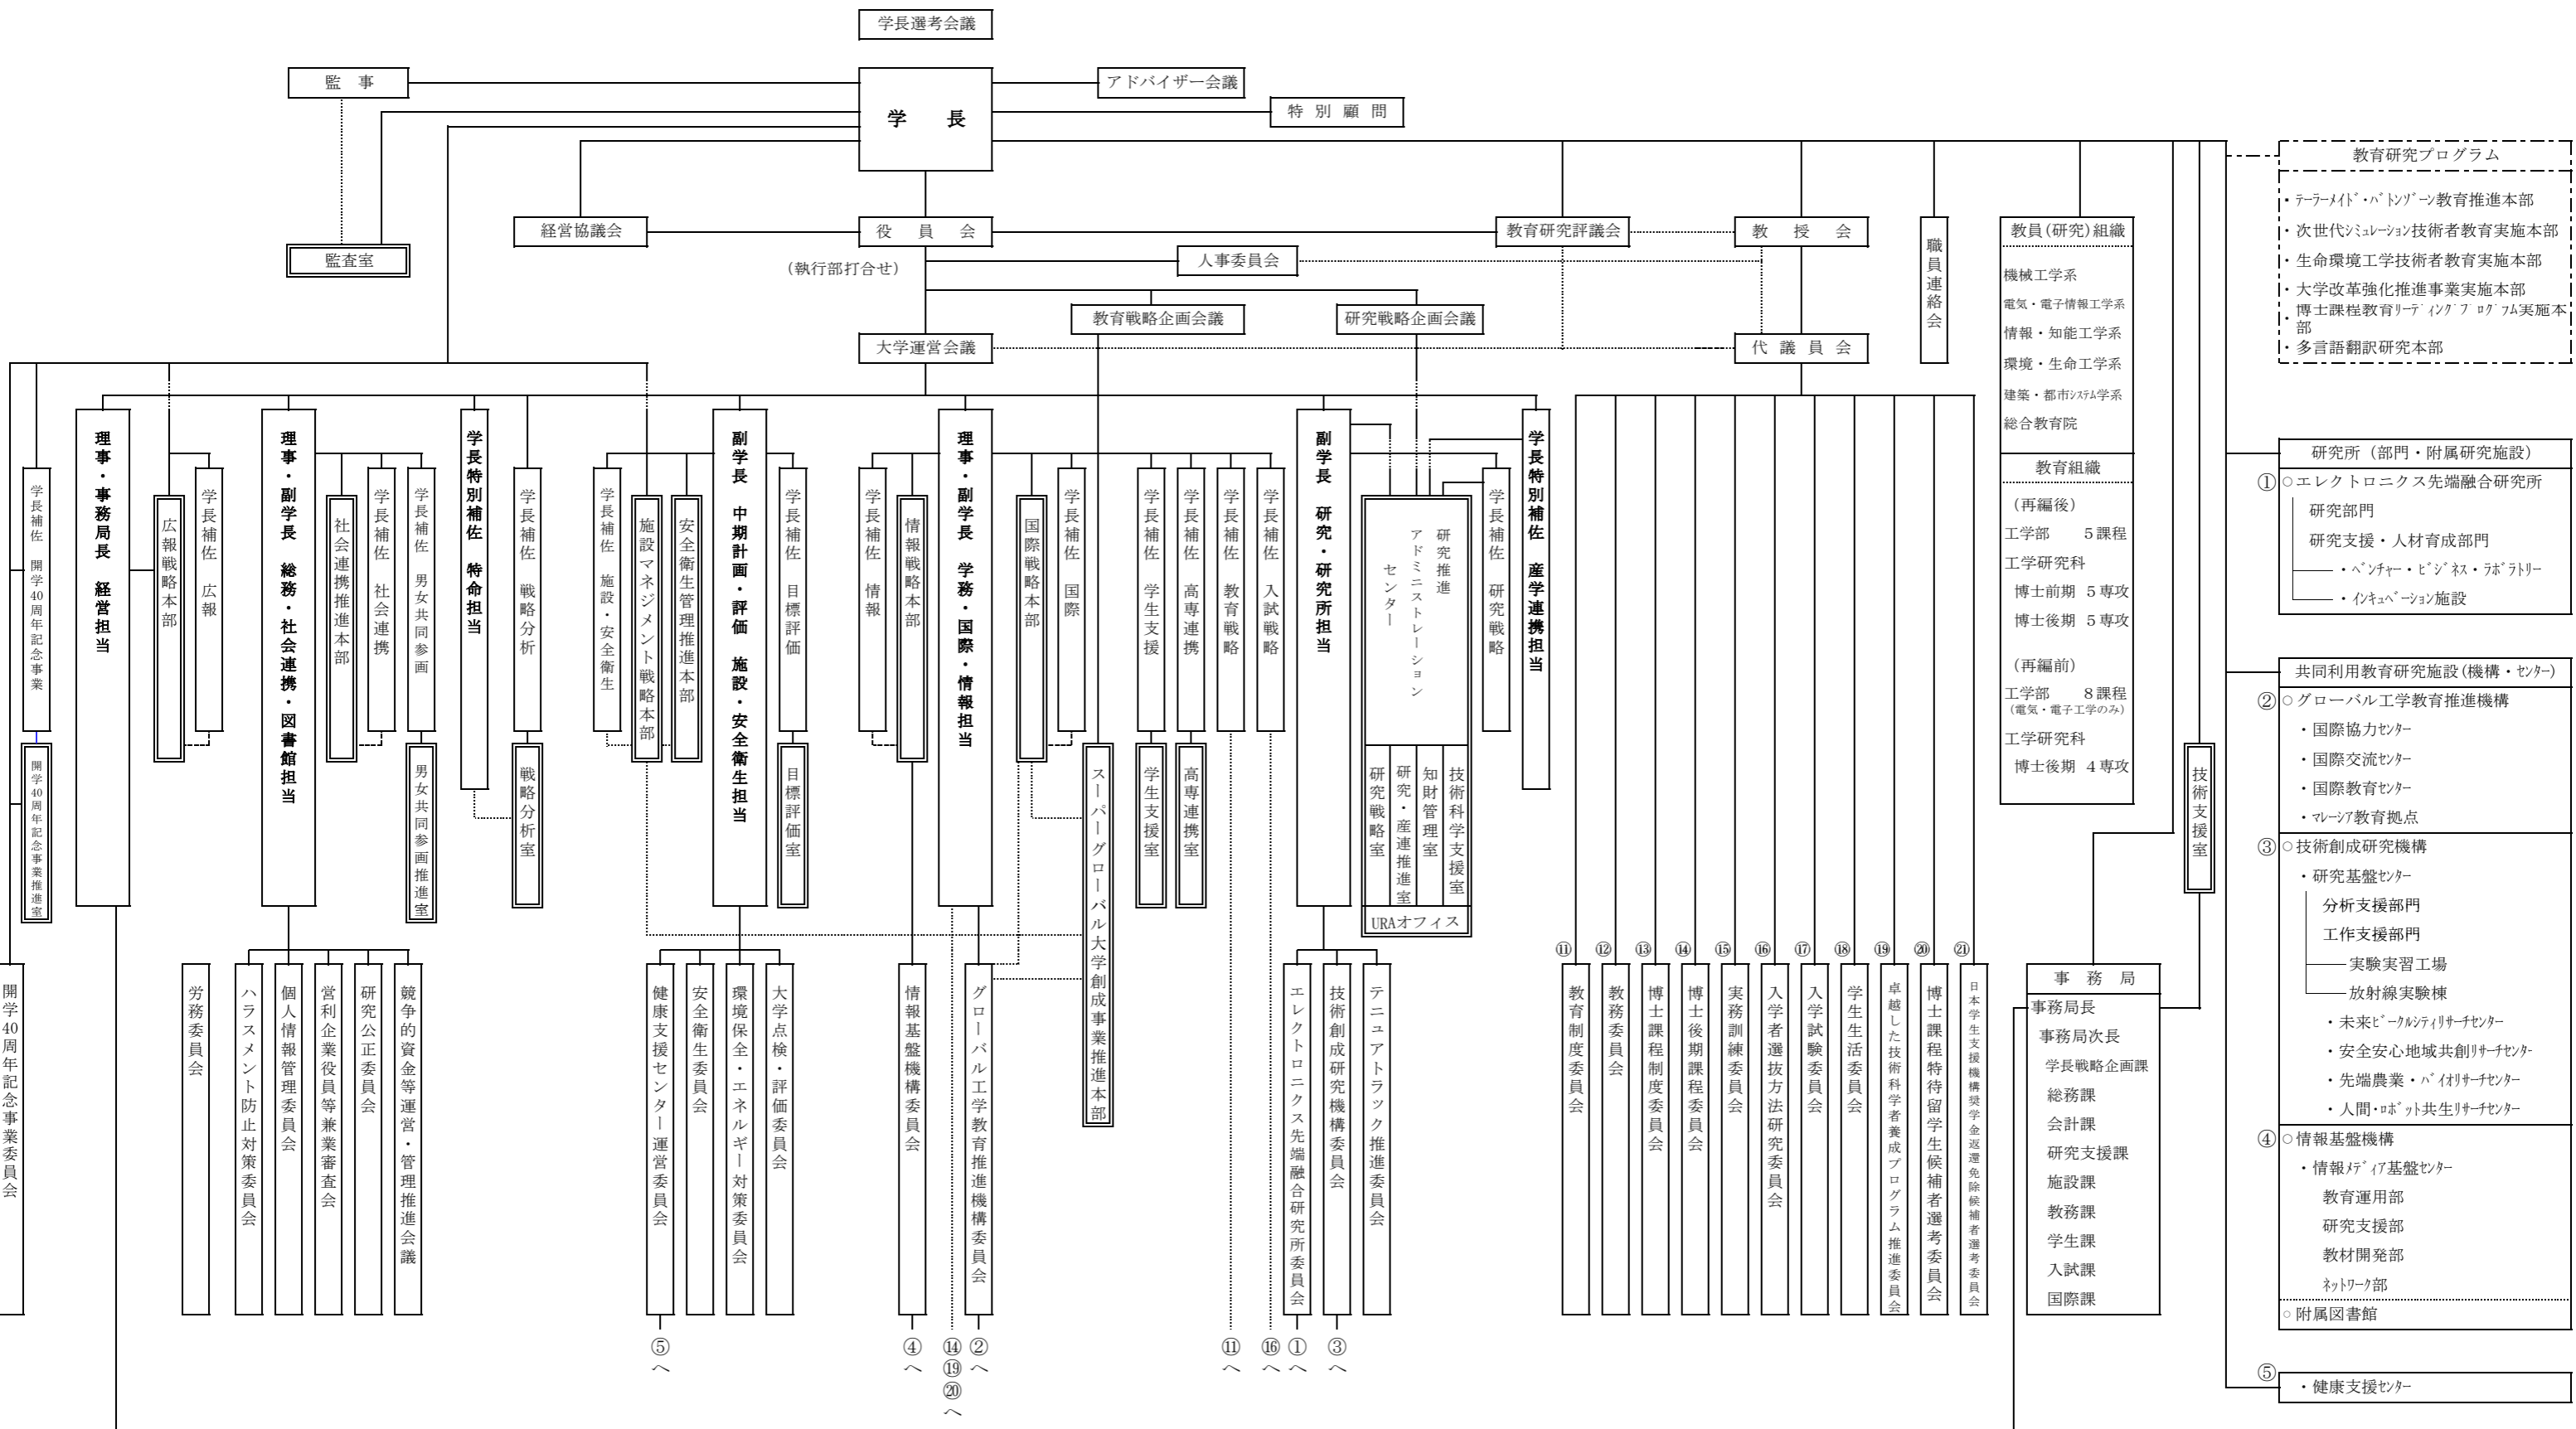 学長選考会議
監　事
アドバイザー会議
学　長
特 別 顧 問
教育研究プログラム
・ ﾃｰﾗｰﾒｲﾄﾞ・ﾊﾞﾄﾝｿﾞｰﾝ教育推進本部
・ 次世代ｼﾐｭﾚｰｼｮﾝ技術者教育実施本部
・ 生命環境工学技術者教育実施本部
・ 大学改革強化推進事業実施本部
・ 博士課程教育ﾘｰﾃﾞｨﾝｸﾞﾌﾟﾛｸﾞﾗﾑ実施本部
・ 多言語翻訳研究本部
経営協議会
役　員　会
教育研究評議会
教　授　会
監査室
（執行部打合せ）
人事委員会
職員連絡会
教育戦略企画会議
研究戦略企画会議
大学運営会議
代 議 員 会
教員(研究)組織
機械工学系
電気・電子情報工学系
情報・知能工学系
環境・生命工学系
建築・都市ｼｽﾃﾑ学系
総合教育院
教育組織
（再編後）
工学部　５課程
工学研究科
博士前期 ５専攻
博士後期 ５専攻
（再編前）
工学部　８課程
（電気・電子工学のみ）
工学研究科
博士後期 ４専攻
学長補佐　開学40周年記念事業
開学40周年記念事業推進室
理事・事務局長　経営担当
広報戦略本部
学長補佐　広報
理事・副学長　総務・社会連携・図書館担当
社会連携推進本部
学長補佐　社会連携
学長補佐　男女共同参画
男女共同参画推進室
学長特別補佐　特命担当
学長補佐　戦略分析
戦略分析室
学長補佐　施設・安全衛生
施設マネジメント戦略本部
安全衛生管理推進本部
副学長　中期計画・評価　施設・安全衛生担当
学長補佐　目標評価
目標評価室
学長補佐　情報
情報戦略本部
理事・副学長　学務・国際・情報担当
国際戦略本部
学長補佐　国際
スーパーグローバル大学創成事業推進本部
学長補佐　学生支援
学生支援室
学長補佐　高専連携
高専連携室
学長補佐　教育戦略
学長補佐　入試戦略
副学長　研究・研究所担当
研究推進
アドミニストレーション
センター
研究戦略室
研究・産連推進室
知財管理室
技術科学支援室
URAオフィス
学長補佐　研究戦略
学長特別補佐　産学連携担当
技術支援室
開学40周年記念事業委員会
労務委員会
ハラスメント防止対策委員会
個人情報管理委員会
営利企業役員等兼業審査会
研究公正委員会
競争的資金等運営・管理推進会議
健康支援センター運営委員会
安全衛生委員会
環境保全・エネルギー対策委員会
大学点検・評価委員会
情報基盤機構委員会
グローバル工学教育推進機構委員会
エレクトロニクス先端融合研究所委員会
技術創成研究機構委員会
テニュアトラック推進委員会
⑤へ
④へ
⑭⑲⑳へ
②へ
⑪へ
⑯へ
①へ
③へ
⑪ 教育制度委員会
⑫ 教務委員会
⑬ 博士課程制度委員会
⑭ 博士後期課程委員会
⑮ 実務訓練委員会
⑯ 入学者選抜方法研究委員会
⑰ 入学試験委員会
⑱ 学生生活委員会
⑲ 卓越した技術科学者養成プログラム推進委員会
⑳ 博士課程特待留学生候補者選考委員会
㉑ 日本学生支援機構奨学金返還免除候補者選考委員会
事　務　局
事務局長
事務局次長
学長戦略企画課
総務課
会計課
研究支援課
施設課
教務課
学生課
入試課
国際課
研究所（部門・附属研究施設）
① ○エレクトロニクス先端融合研究所
研究部門
研究支援・人材育成部門
・ﾍﾞﾝﾁｬｰ・ﾋﾞｼﾞﾈｽ・ﾗﾎﾞﾗﾄﾘｰ
・ｲﾝｷｭﾍﾞｰｼｮﾝ施設
共同利用教育研究施設(機構・ｾﾝﾀｰ)
② ○グローバル工学教育推進機構
・国際協力ｾﾝﾀｰ
・国際交流ｾﾝﾀｰ
・国際教育ｾﾝﾀｰ
・ﾏﾚｰｼｱ教育拠点
③ ○技術創成研究機構
・研究基盤ｾﾝﾀｰ
分析支援部門
工作支援部門
実験実習工場
放射線実験棟
・未来ﾋﾞｰｸﾙｼﾃｨﾘｻｰﾁｾﾝﾀｰ
・安全安心地域共創ﾘｻｰﾁｾﾝﾀｰ
・先端農業・ﾊﾞｲｵﾘｻｰﾁｾﾝﾀｰ
・人間・ﾛﾎﾞｯﾄ共生ﾘｻｰﾁｾﾝﾀｰ
④ ○情報基盤機構
・情報ﾒﾃﾞｨｱ基盤ｾﾝﾀｰ
教育運用部
研究支援部
教材開発部
ﾈｯﾄﾜｰｸ部
○附属図書館
⑤ ・健康支援ｾﾝﾀｰ